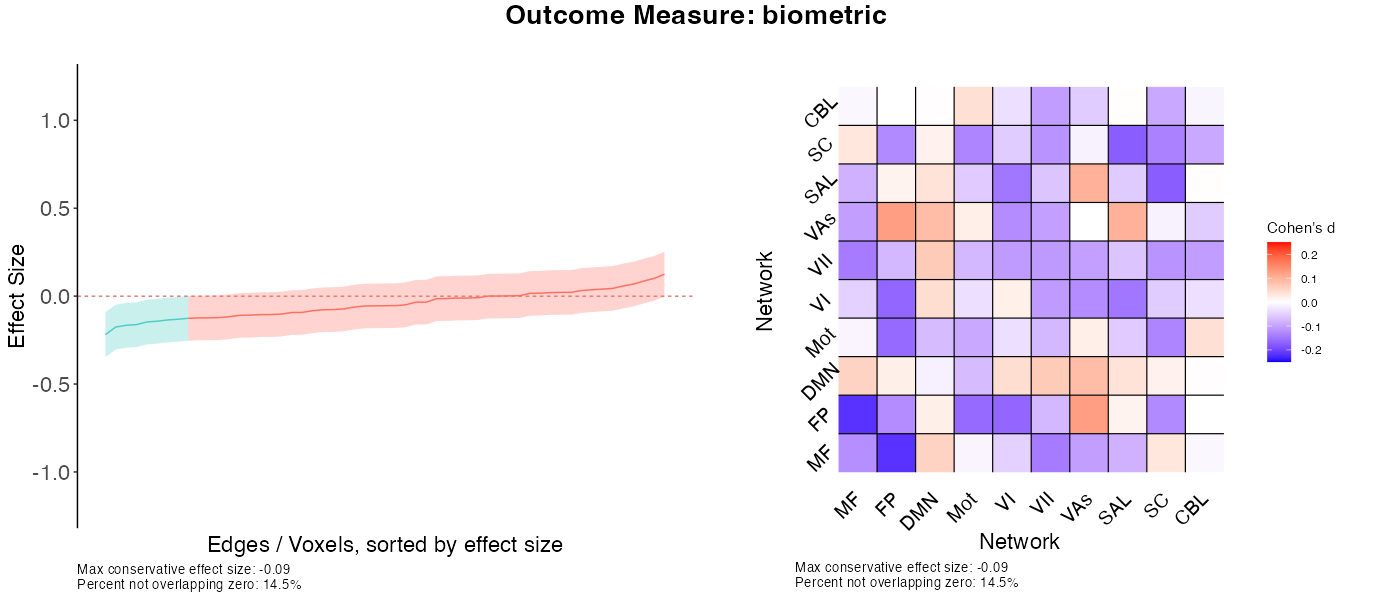 Outcome Measure: biometric
1.0
0.5
0.0
-0.5
-1.0
Effect Size
Edges / Voxels, sorted by effect size
Max conservative effect size: -0.09
Percent not overlapping zero: 14.5%
Network
CBL
SC
SAL
VAs
VII
VI
Mot
DMN
FP
MF
MF
FP
DMN
Mot
VI
VII
VAs
SAL
SC
CBL
Network
Max conservative effect size: -0.09
Percent not overlapping zero: 14.5%
Cohen's d
0.2
0.1
0.0
-0.1
-0.2